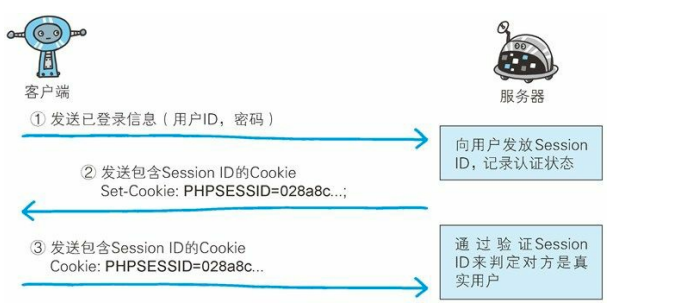 客户端
服务器
① 发送已登录信息（用户ID，密码）
向用户发放Session
ID，记录认证状态
② 发送包含Session ID的Cookie
Set-Cookie: PHPSESSID=028a8c…;
③ 发送包含Session ID的Cookie
Cookie: PHPSESSID=028a8c…
通过验证Session
ID来判定对方是真
实用户